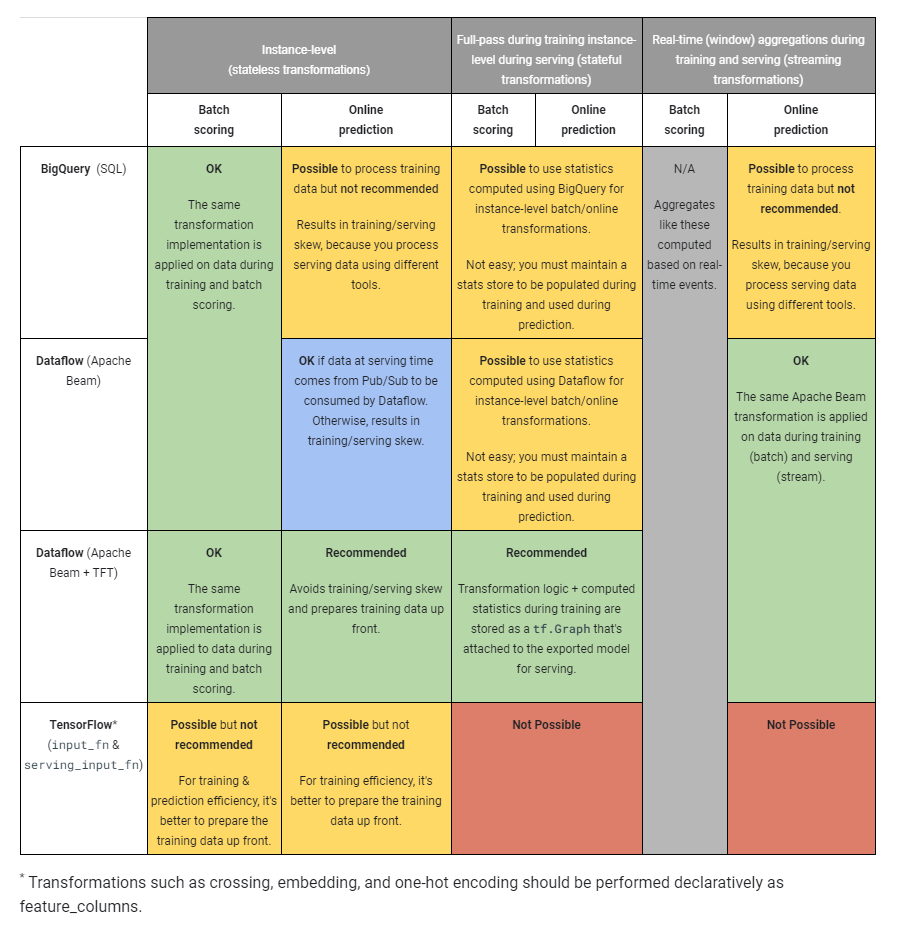 Instance-level
(stateless transformations)
Full-pass during training instance-
level during serving (stateful
transformations)
Real-time (window) aggregations during
training and serving (streaming
transformations)
Batch
scoring
Online
prediction
Batch
scoring
Online
prediction
Batch
scoring
Online
prediction
BigQuery (SQL)
OK
The same
transformation
implementation is
applied on data during
training and batch
scoring.
Possible to process training
data but not recommended
Results in training/serving
skew, because you process
serving data using different
tools.
Possible to use statistics
computed using BigQuery for
instance-level batch/online
transformations.
Not easy; you must maintain a
stats store to be populated during
training and used during
prediction.
N/A
Aggregates
like these
computed
based on real-
time events.
Possible to process
training data but not
recommended.
Results in training/serving
skew, because you
process serving data
using different tools.
Dataflow (Apache
Beam)
OK if data at serving time
comes from Pub/Sub to be
consumed by Dataflow.
Otherwise, results in
training/serving skew.
Possible to use statistics
computed using Dataflow for
instance-level batch/online
transformations.
Not easy; you must maintain a
stats store to be populated during
training and used during
prediction.
OK
The same Apache Beam
transformation is applied
on data during training
(batch) and serving
(stream).
Dataflow (Apache
Beam + TFT)
OK
The same
transformation
implementation is
applied to data during
training and batch
scoring.
Recommended
Avoids training/serving skew
and prepares training data up
front.
Recommended
Transformation logic + computed
statistics during training are
stored as a tf.Graph that's
attached to the exported model
for serving.
TensorFlow*
(input_fn &
serving_input_fn)
Possible but not
recommended
For training &
prediction efficiency, it's
better to prepare the
training data up front.
Possible but not
recommended
For training efficiency, it's
better to prepare the training
data up front.
Not Possible
Not Possible
* Transformations such as crossing, embedding, and one-hot encoding should be performed declaratively as
feature_columns.